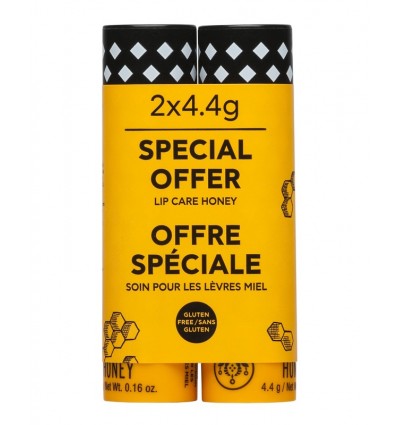 2x4.4g
SPECIAL
OFFER
LIP CARE HONEY
OFFRE
SPÉCIALE
SOIN POUR LES LÈVRES MIEL
GLUTEN
FREE/SANS
GLUTEN
HONEY
Net Wt. 0.16 oz.
4.4 g / Net